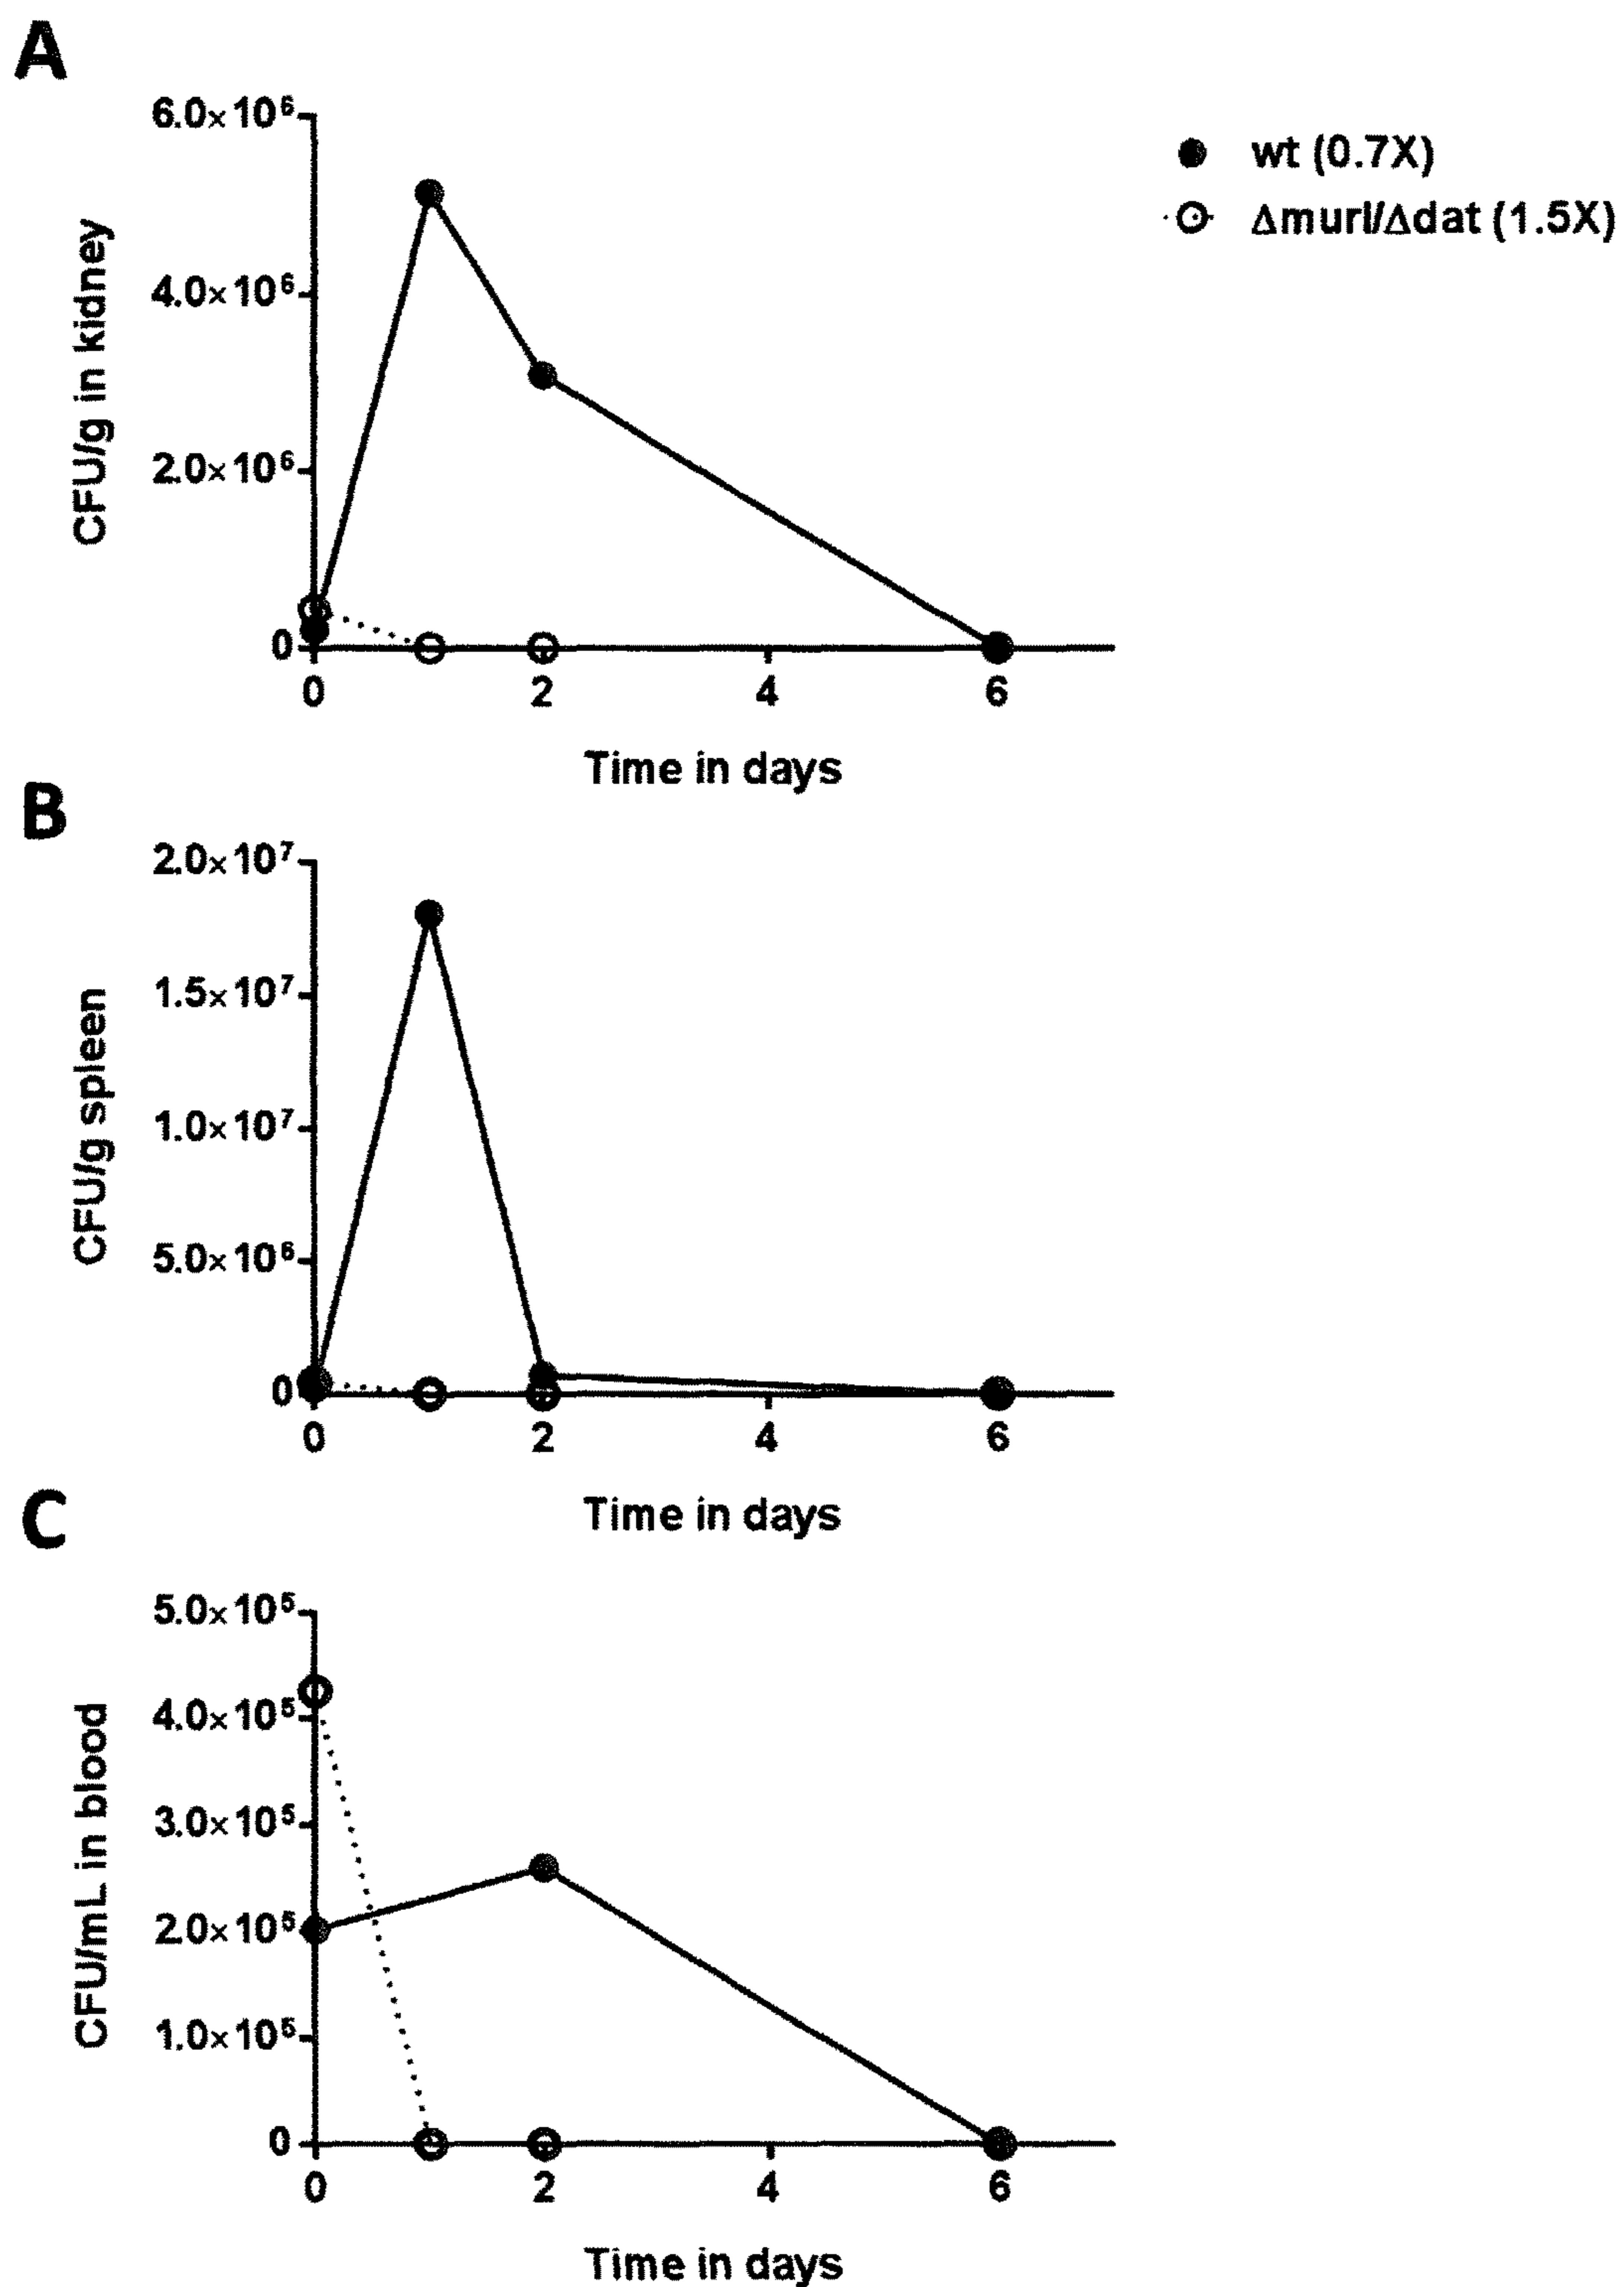 A
6.0×10⁶
4.0×10⁶
2.0×10⁶
0
CFU/g in kidney
0 2 4 6
Time in days
wt (0.7X)
ΔmurI/Δdat (1.5X)
B
2.0×10⁷
1.5×10⁷
1.0×10⁷
5.0×10⁶
0
CFU/g spleen
0 2 4 6
Time in days
C
5.0×10⁵
4.0×10⁵
3.0×10⁵
2.0×10⁵
1.0×10⁵
0
CFU/mL in blood
0 2 4 6
Time in days